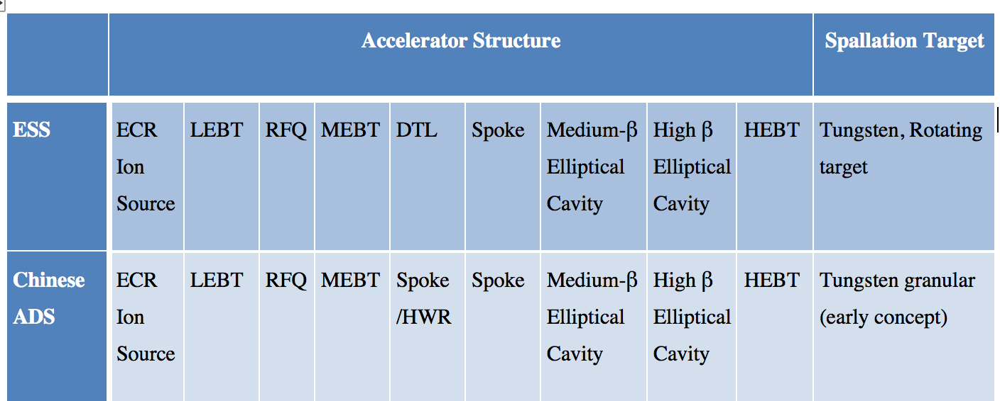 Accelerator Structure
Spallation Target
ESS
ECR
Ion
Source
LEBT
RFQ
MEBT
DTL
Spoke
Medium-β
Elliptical
Cavity
High β
Elliptical
Cavity
HEBT
Tungsten, Rotating
target
Chinese
ADS
ECR
Ion
Source
LEBT
RFQ
MEBT
Spoke
/HWR
Spoke
Medium-β
Elliptical
Cavity
High β
Elliptical
Cavity
HEBT
Tungsten granular
(early concept)